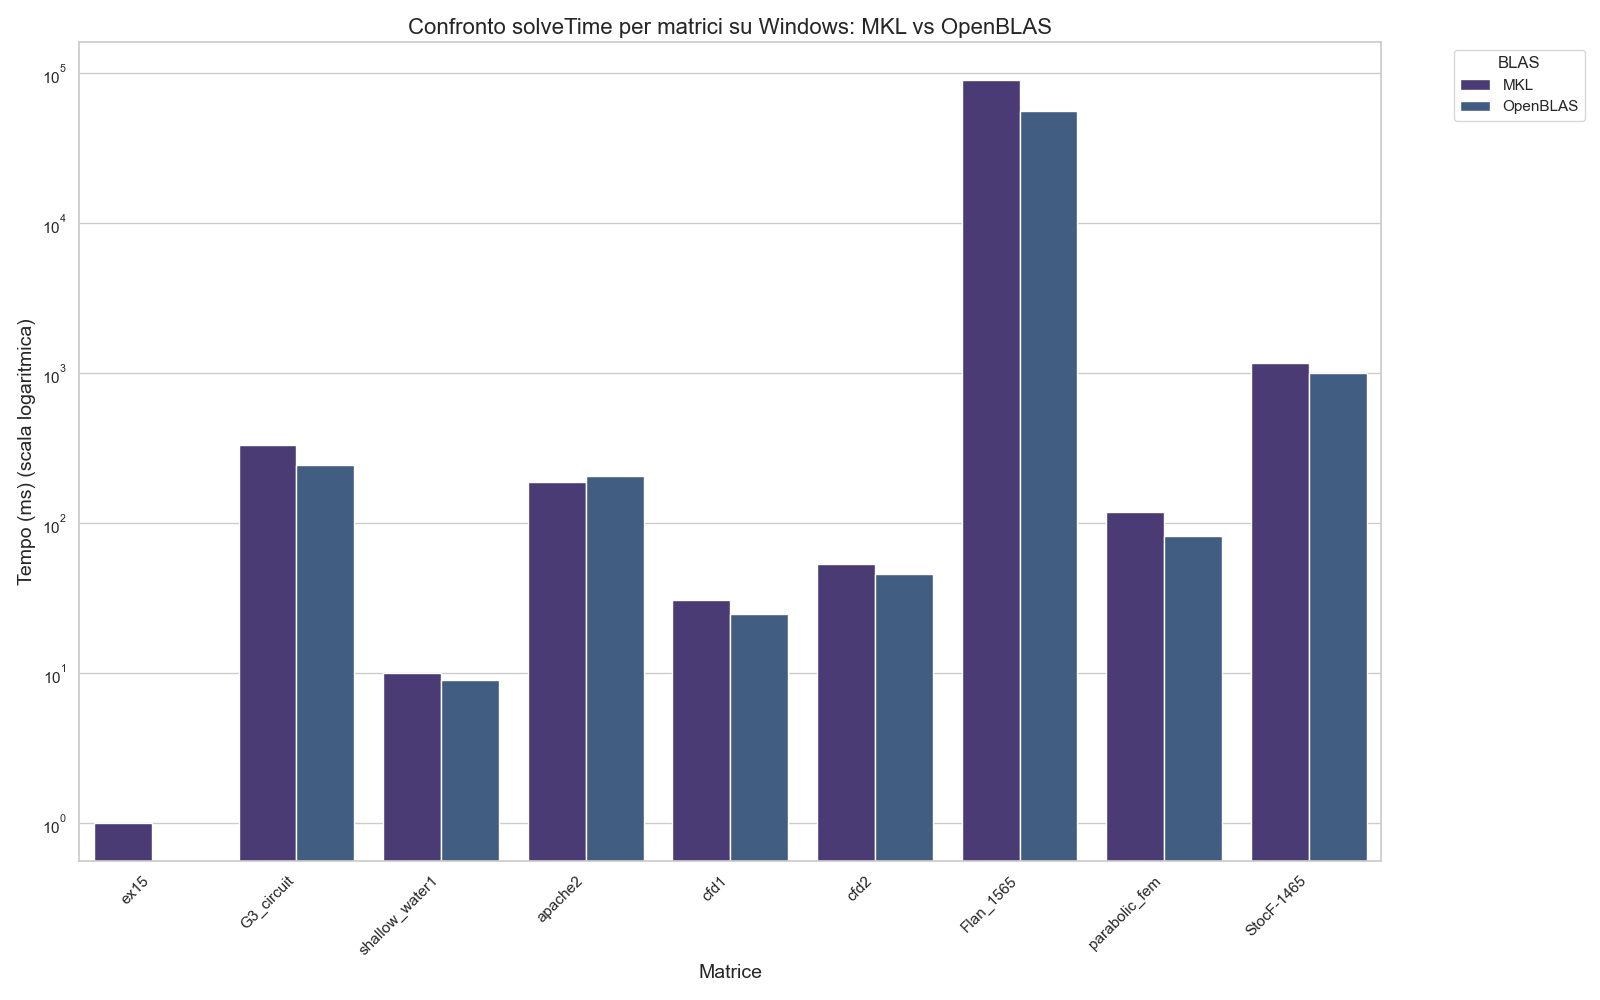 Confronto solveTime per matrici su Windows: MKL vs OpenBLAS
BLAS
MKL
OpenBLAS
Tempo (ms) (scala logaritmica)
10^5
10^4
10^3
10^2
10^1
10^0
ex15
G3_circuit
shallow_water1
apache2
cfd1
cfd2
Flan_1565
parabolic_fem
StocF-1465
Matrice